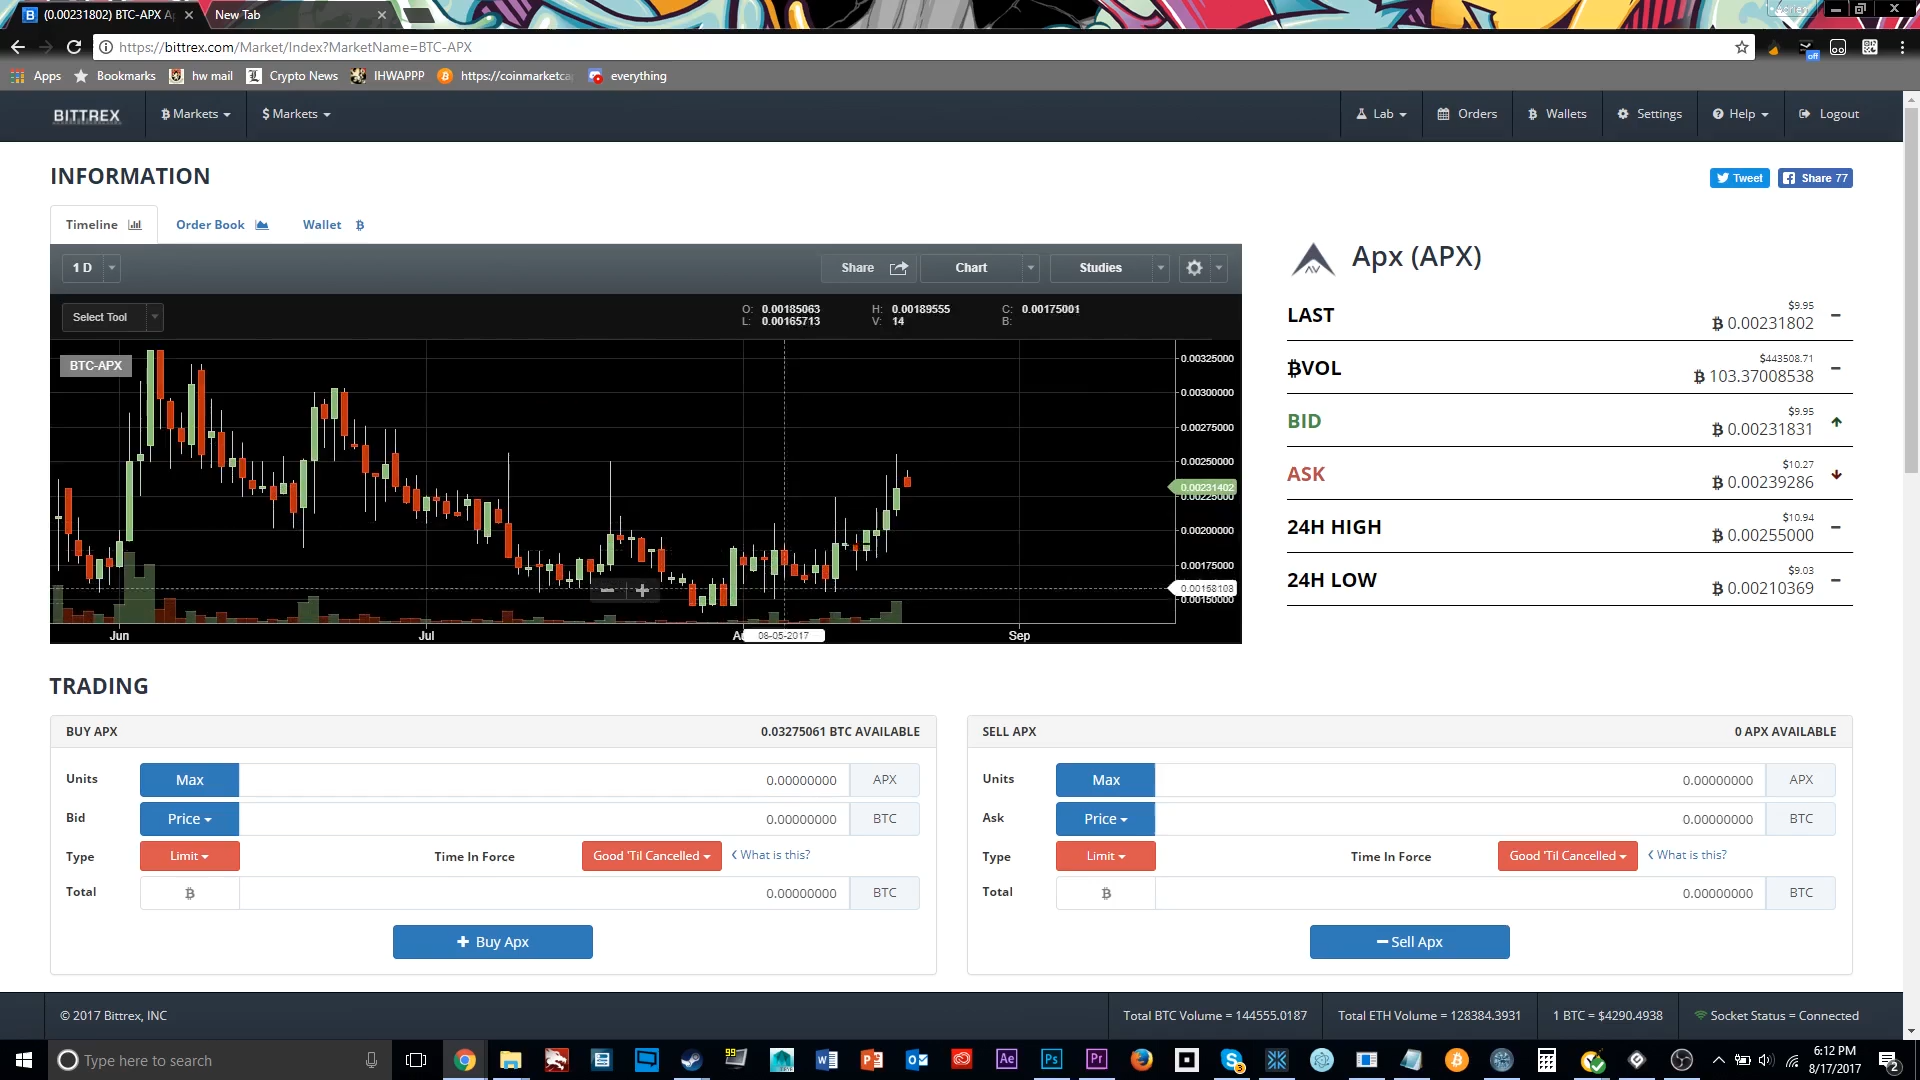 (0.00231802) BTC-APX A
New Tab
https://bittrex.com/Market/Index?MarketName=BTC-APX
off
Apps
Bookmarks
hw mail
Crypto News
IHWAPPP
https://coinmarketca
everything
BITTREX
Markets
$ Markets
Lab
Orders
Wallets
Settings
Help
Logout
INFORMATION
Tweet
Share 77
Timeline
Order Book
Wallet
1 D
Share
Chart
Studies
Select Tool
O: 0.00185063
H: 0.00189555
C: 0.00175001
L: 0.00165713
V: 14
B:
BTC-APX
0.00325000
0.00300000
0.00275000
0.00250000
0.00231402
0.00225000
0.00200000
0.00175000
0.00158108
0.00150000
Jun
Jul
08-05-2017
Sep
Apx (APX)
LAST
$9.95
₿ 0.00231802
₿VOL
$443508.71
₿ 103.37008538
BID
$9.95
₿ 0.00231831
ASK
$10.27
₿ 0.00239286
24H HIGH
$10.94
₿ 0.00255000
24H LOW
$9.03
₿ 0.00210369
TRADING
BUY APX
0.03275061 BTC AVAILABLE
Units
Max
0.00000000
APX
Bid
Price
0.00000000
BTC
Type
Limit
Time In Force
Good 'Til Cancelled
What is this?
Total
₿
0.00000000
BTC
+ Buy Apx
SELL APX
0 APX AVAILABLE
Units
Max
0.00000000
APX
Ask
Price
0.00000000
BTC
Type
Limit
Time In Force
Good 'Til Cancelled
What is this?
Total
₿
0.00000000
BTC
Sell Apx
© 2017 Bittrex, INC
Total BTC Volume = 144555.0187
Total ETH Volume = 128384.3931
1 BTC = $4290.4938
Socket Status = Connected
Type here to search
99
Ae
Ps
Pr
3
6:12 PM
8/17/2017
2